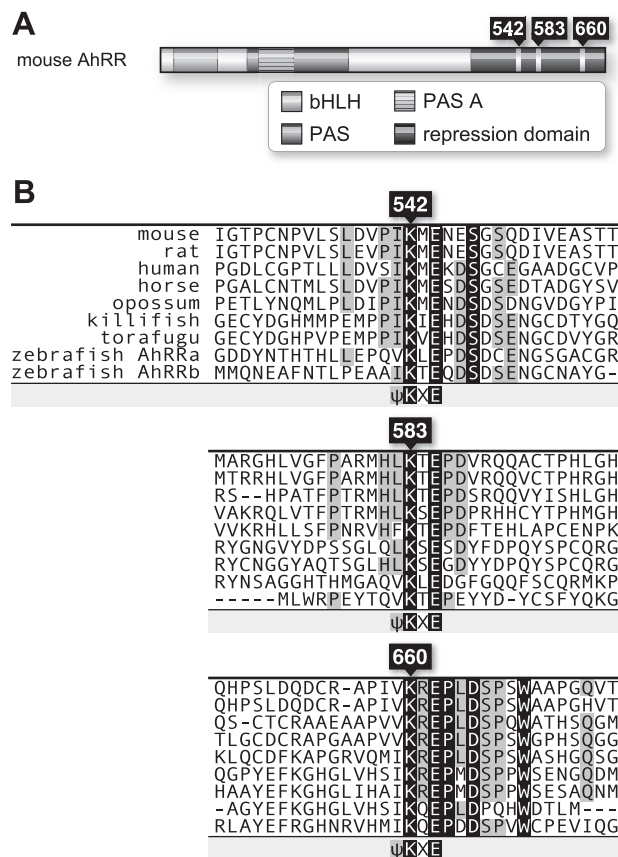 A
542 583 660
mouse AhRR
bHLH PAS A
PAS repression domain
B
542
mouse IGTPCNPVLSLDVPIKMENESGSQDIVEASTT
rat IGTPCNPVLSLEVPIKMENESGSQDIVEASTT
human PGDLCGPTLLLDVSIKMEKDSGCEGAADGCVP
horse PGALCNTMLSLDVPIKMESDSGSEDTADGYSV
opossum PETLYNQMLPLDIPIKMENDSDSDNGVDGYPI
killifish GECYDGHMMPEMPPIKIEHDSDSENGCDTYGQ
torafugu GECYDGHPVPEMPPIKVEHDSDSENGCDVYGR
zebrafish AhRRa GDDYNTHTHLLEPQVKLEPDSDCENGSGACGR
zebrafish AhRRb MMQNEAFNTLPEAAIKTEQDSDSENGCNAYG-
ψKXE
583
MARGHLVGFPARMHLKTEPDVRQQACTPHLGH
MTRRHLVGFPARMHLKTEPDVRQQVCTPHRGH
RS--HPATFPTRMHLKTEPDSRQQVYISHLGH
VAKRQLVTFPTRMHLKSEPDPRHHCYTPHMGH
VVKRHLLSFPNRVHFKTEPDFTEHLAPCENPK
RYGNGVYDPSSGLQLKSESDYFDPQYSPCQRG
RYCNGGYAQTSGLHLKSEGDYLDPQYSPCQRG
RYNSAGGHTHMGAQVKLEDGFGQQFSCQRMKP
-----MLWRPEYTQVKTEPEYYD-YCSFYQKG
ψKXE
660
QHPSLDQDCR-APIVKREPLDSPSWAAPGQVT
QHPSLDQDCR-APIVKREPLDSPSWAAPGHVT
QS-CTCRAAEAAPVVKREPLDSPQWATHSQGM
TLGCDCRAPGAAPVVKREPLDSPSWGPHSQGG
KLQCDFKAPGRVQMIKREPLDSPSWASHGQSG
QGPYEFKGHGLVHSIKREPMDSPPWSENGQDM
HAAYEFKGHGLIHAIKREPMDSPPWSESAQNM
-AGYEFKGHGLVHSIKQEPLDPQHWDTLM---
RLAYEFRGHNRVHMIKQEPDDSPVWCPEVIQG
ψKXE